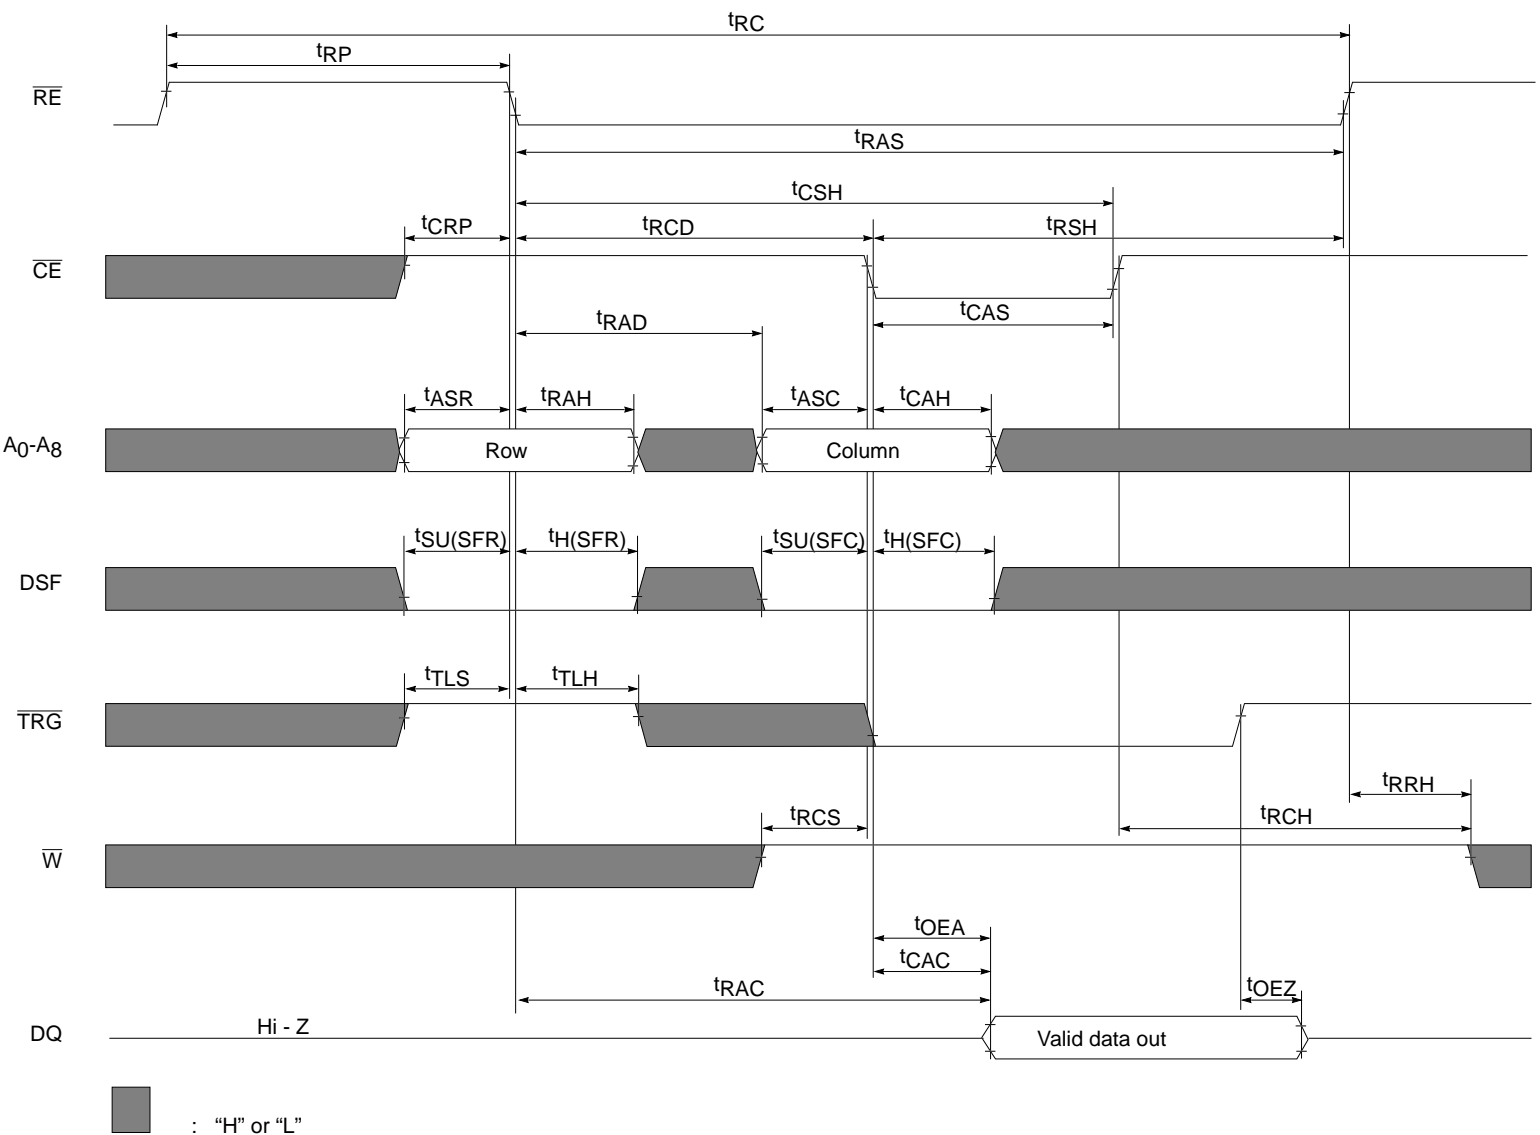 tRC
tRP
RE
tRAS
tCSH
tCRP
tRCD
tRSH
CE
tCAS
tRAD
tASR
tRAH
tASC
tCAH
A0-A8
Row
Column
tSU(SFR)
tH(SFR)
tSU(SFC)
tH(SFC)
DSF
tTLS
tTLH
TRG
tRRH
tRCS
tRCH
W
tOEA
tCAC
tRAC
tOEZ
DQ
Hi - Z
Valid data out
: “H” or “L”